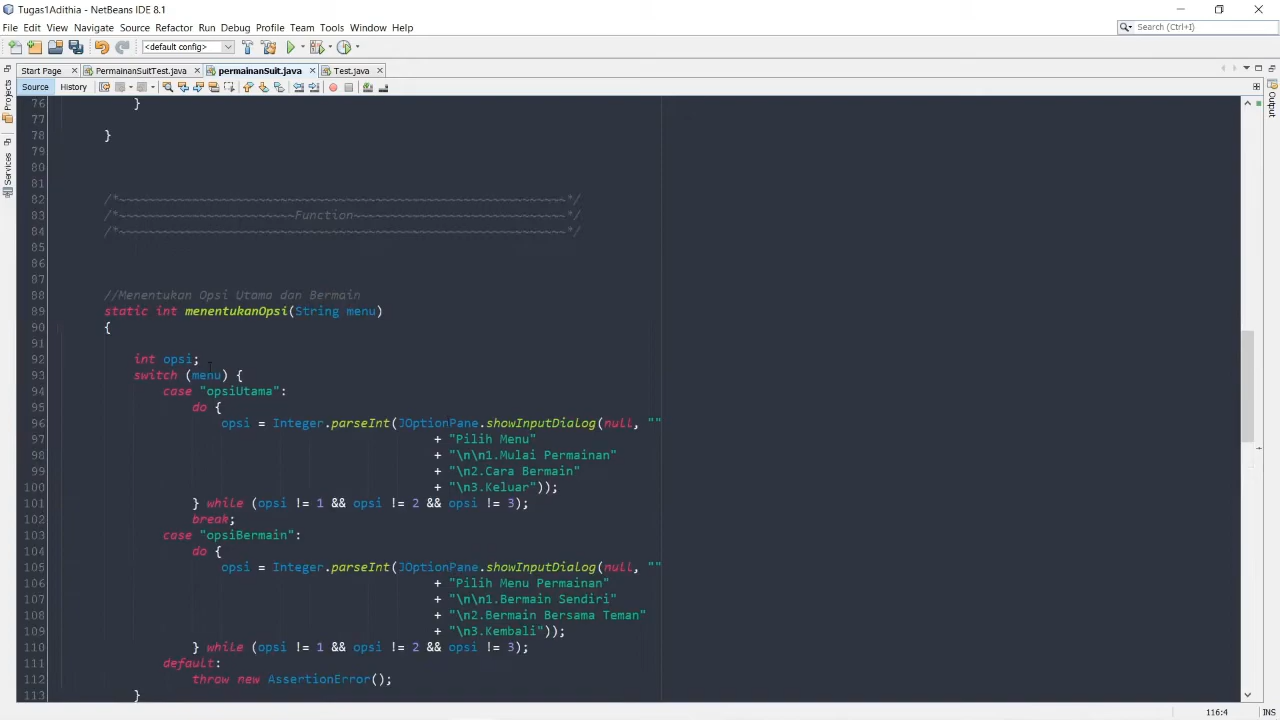 Tugas1Adithia - NetBeans IDE 8.1
File Edit View Navigate Source Refactor Run Debug Profile Team Tools Window Help
Search (Ctrl+I)
<default config>
Start Page PermainanSuitTest.java permainanSuit.java Test.java
Source History
Projects
Services
Output
76 }
77
78 }
79
80
81
82 /*~~~~~~~~~~~~~~~~~~~~~~~~~~~~~~~~~~~~~~~~~~~~~~~~~~~~~~~~~~~~~*/
83 /*~~~~~~~~~~~~~~~~~~~~~~~~Function~~~~~~~~~~~~~~~~~~~~~~~~~~~~~*/
84 /*~~~~~~~~~~~~~~~~~~~~~~~~~~~~~~~~~~~~~~~~~~~~~~~~~~~~~~~~~~~~~*/
85
86
87
88 //Menentukan Opsi Utama dan Bermain
89 static int menentukanOpsi(String menu)
90 {
91
92 int opsi;
93 switch (menu) {
94 case "opsiUtama":
95 do {
96 opsi = Integer.parseInt(JOptionPane.showInputDialog(null, ""
97 + "Pilih Menu"
98 + "\n\n1.Mulai Permainan"
99 + "\n2.Cara Bermain"
100 + "\n3.Keluar"));
101 } while (opsi != 1 && opsi != 2 && opsi != 3);
102 break;
103 case "opsiBermain":
104 do {
105 opsi = Integer.parseInt(JOptionPane.showInputDialog(null, ""
106 + "Pilih Menu Permainan"
107 + "\n\n1.Bermain Sendiri"
108 + "\n2.Bermain Bersama Teman"
109 + "\n3.Kembali"));
110 } while (opsi != 1 && opsi != 2 && opsi != 3);
111 default:
112 throw new AssertionError();
113 }
116:4 INS